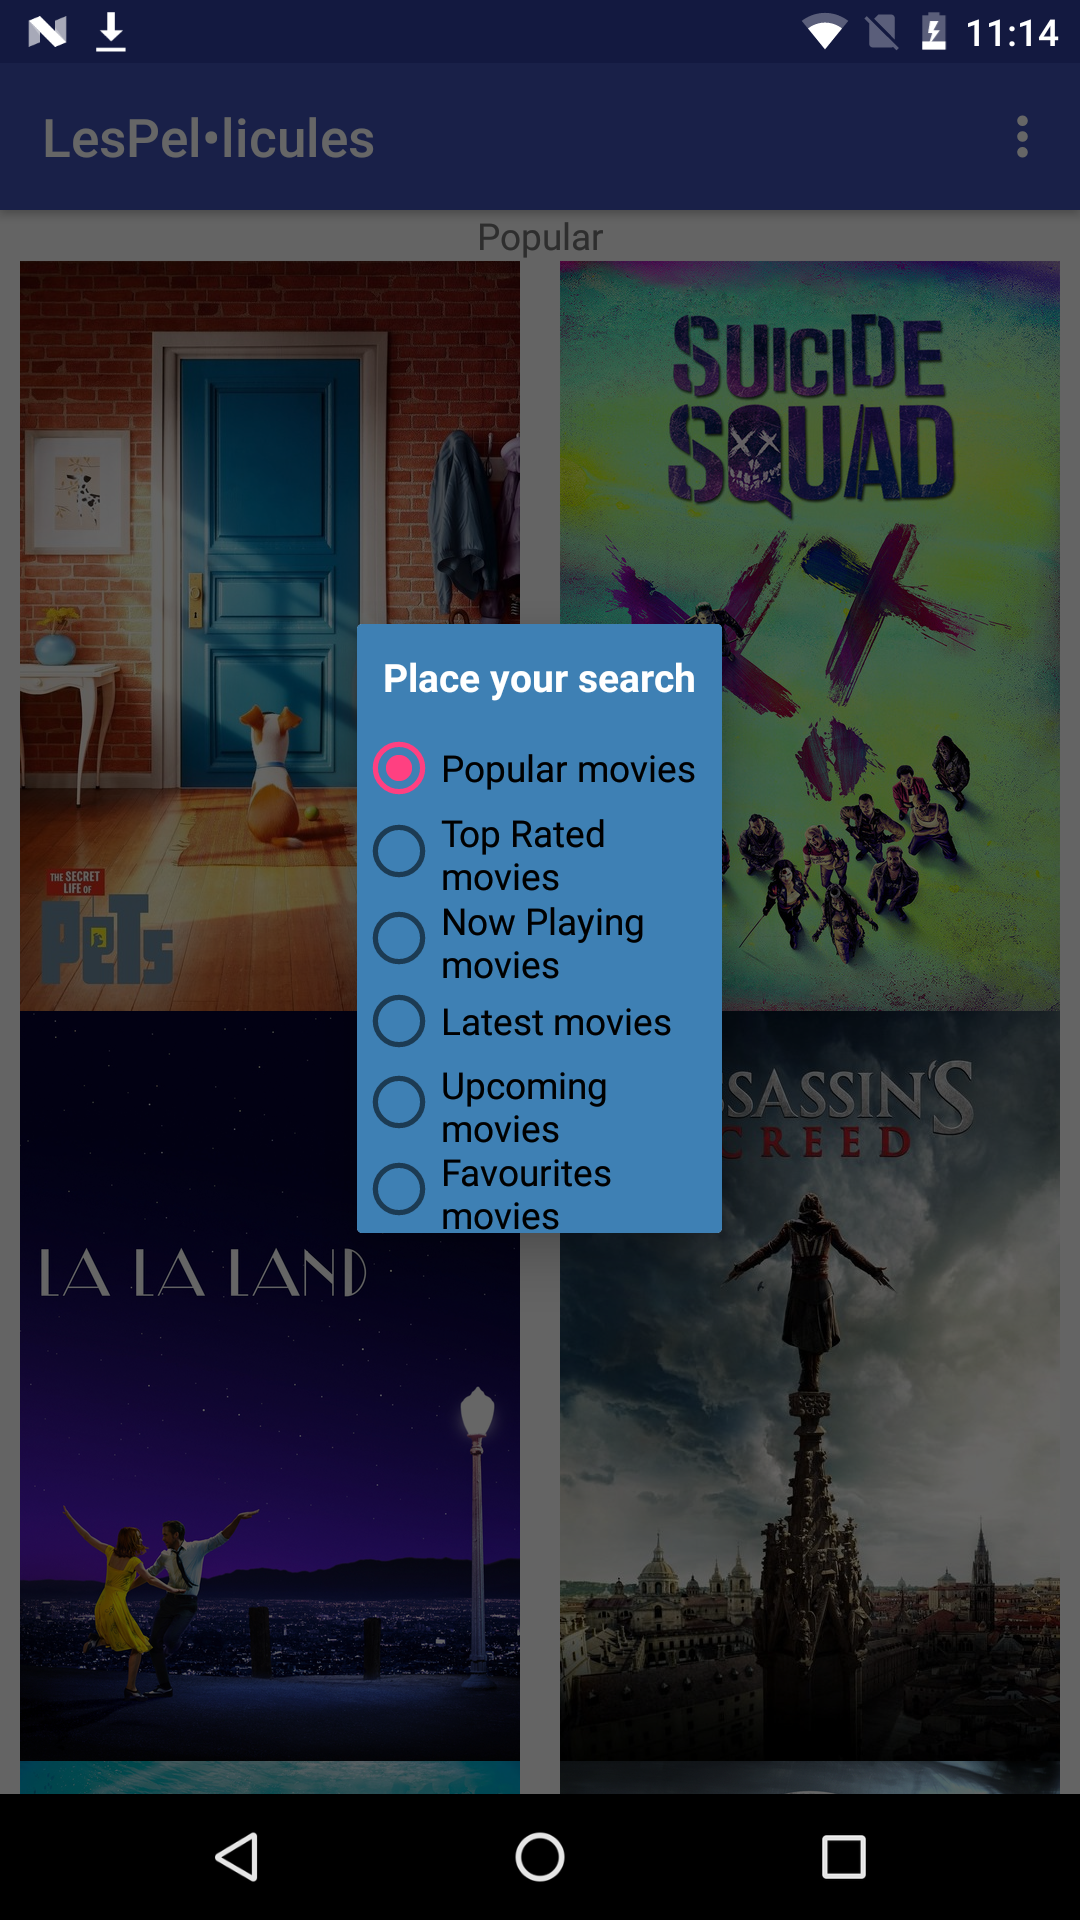 11:14
LesPel•licules
Popular
SUICIDE
SQUAD
Place your search
Popular movies
Top Rated
movies
Now Playing
movies
Latest movies
Upcoming
movies
Favourites
movies
THE SECRET
LIFE OF
PeTs
SSASSIN'S
CREED
LA LA LAND